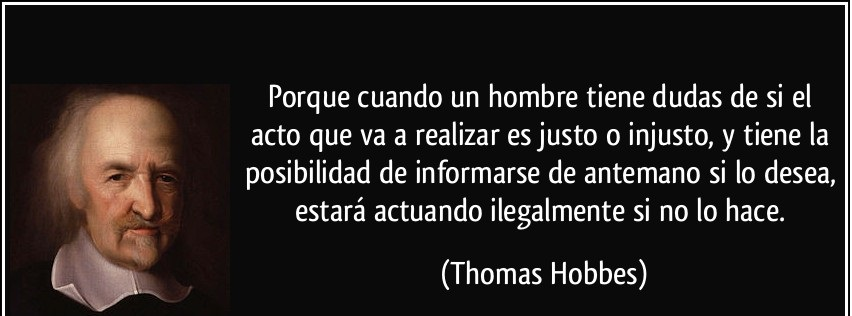 Porque cuando un hombre tiene dudas de si el
acto que va a realizar es justo o injusto, y tiene la
posibilidad de informarse de antemano si lo desea,
estará actuando ilegalmente si no lo hace.
(Thomas Hobbes)